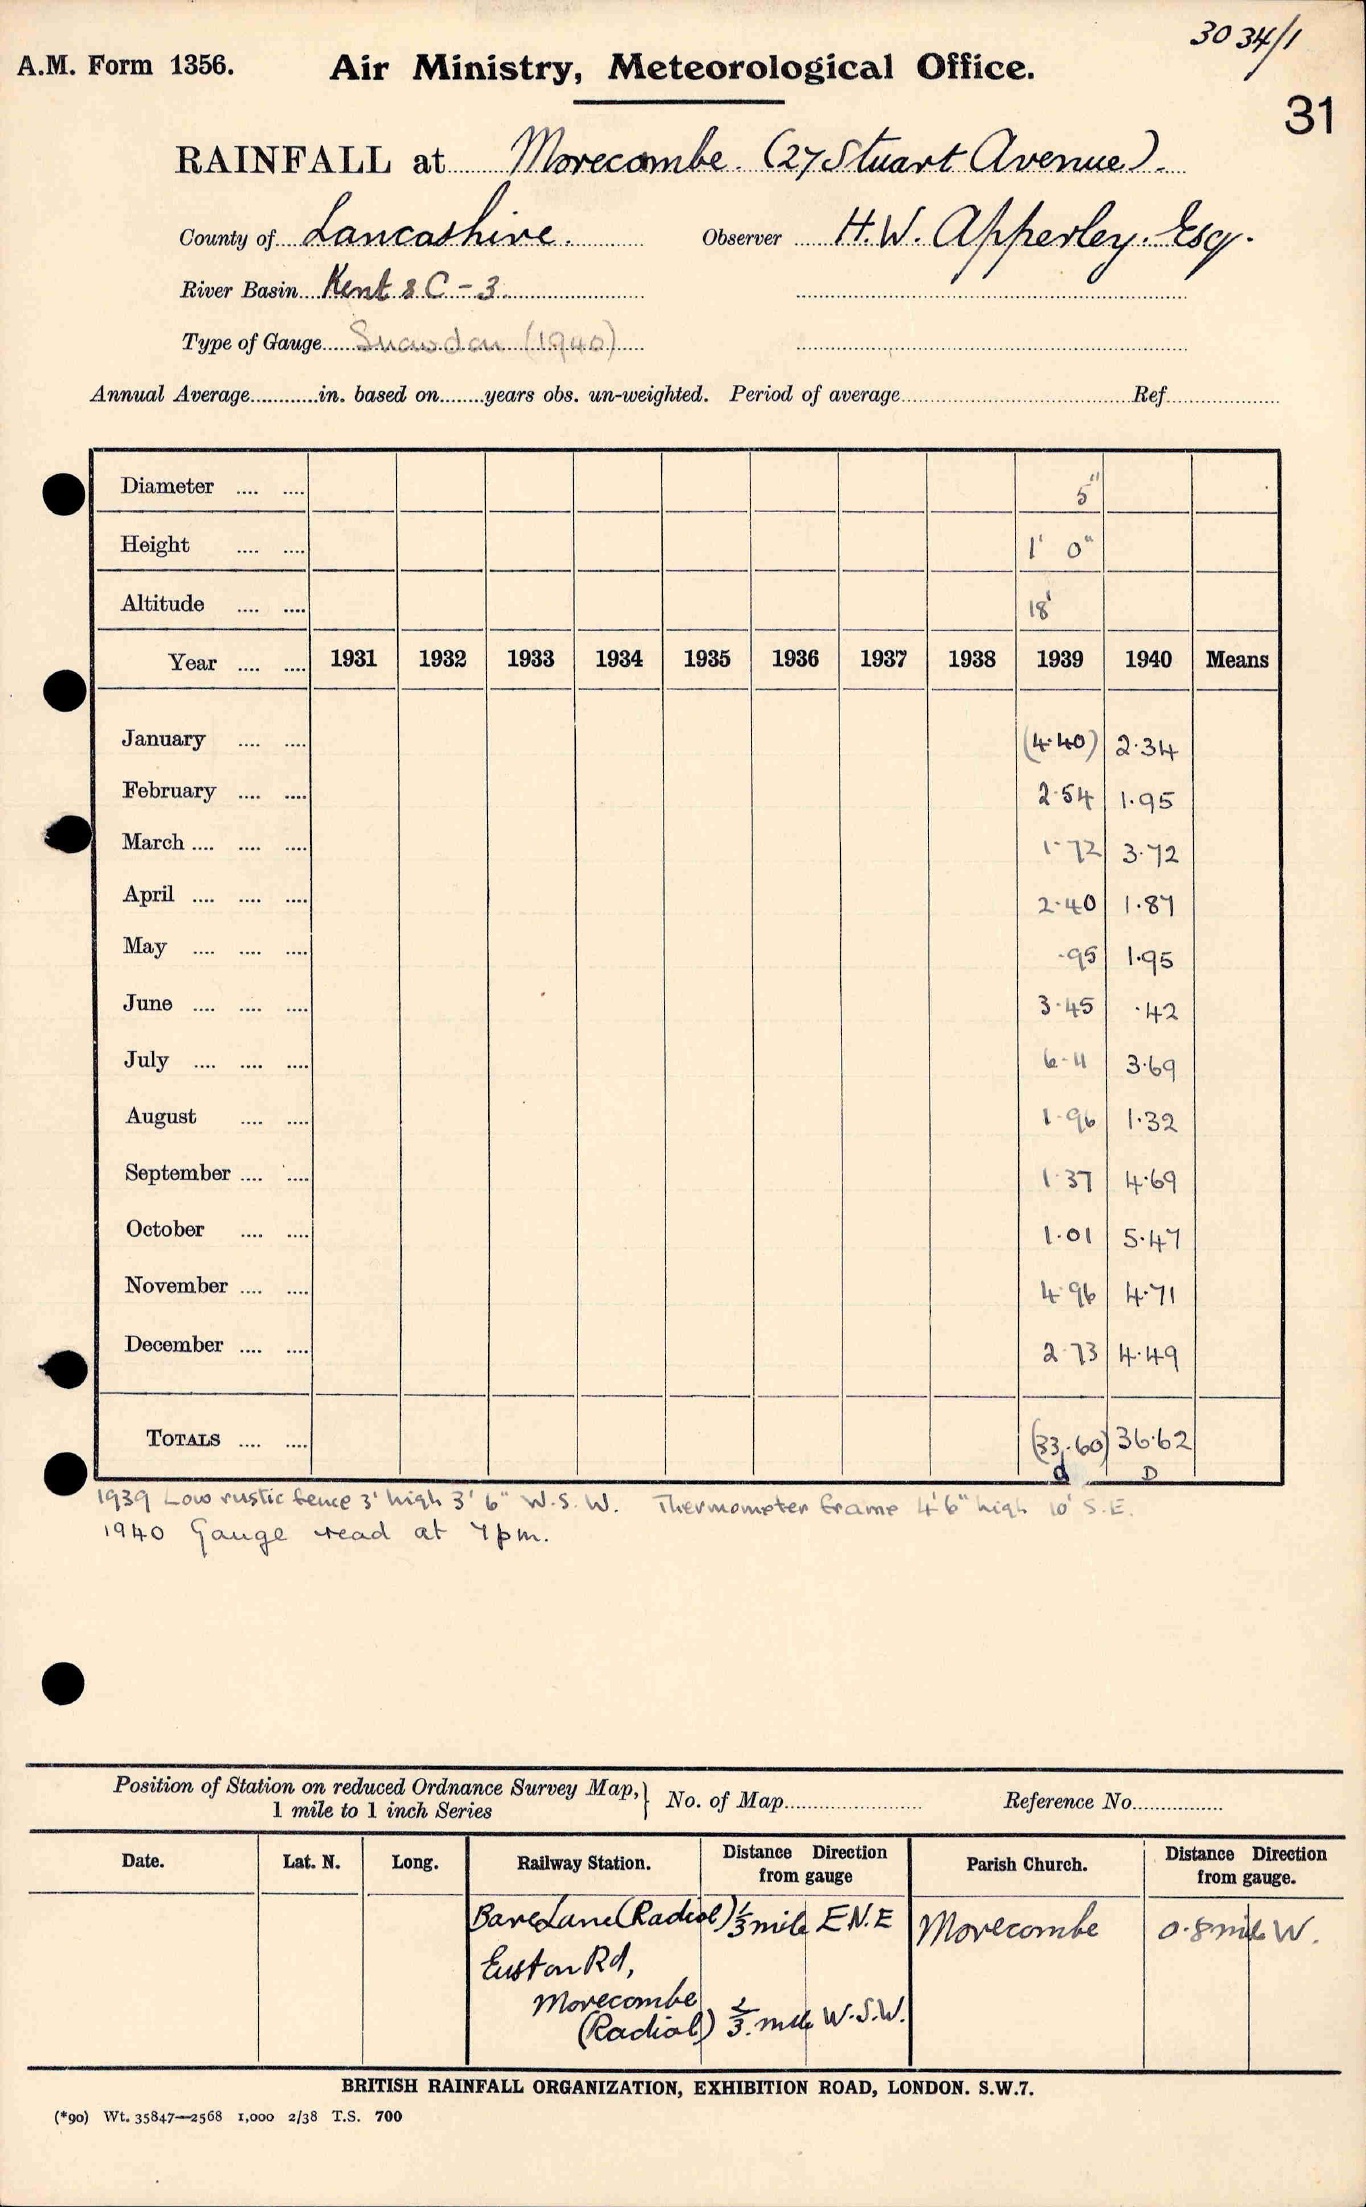 3034/1
A.M. Form 1356. Air Ministry, Meteorological Office.
31
RAINFALL at Morecambe. (27 Stuart Avenue).
County of Lancashire. Observer H.W. Apperley. Esq.
River Basin Kent &C - 3
Type of Gauge Snowdon (1940)
Annual Average............in. based on........years obs. un-weighted. Period of average............ Ref............
Diameter .... .... 5"
Height .... .... 1' 0"
Altitude .... .... 18'
Year .... .... 1931 1932 1933 1934 1935 1936 1937 1938 1939 1940 Means
January .... .... (4.40) 2.34
February .... .... 2.54 1.95
March .... .... .... 1.72 3.72
April .... .... .... 2.40 1.87
May .... .... .... .95 1.95
June .... .... .... 3.45 .42
July .... .... .... 6.11 3.69
August .... .... 1.96 1.32
September .... .... 1.37 4.69
October .... .... 1.01 5.47
November .... .... 4.96 4.71
December .... .... 2.73 4.49
TOTALS .... .... (33.60) 36.62
d D
1939 Low rustic fence 3' high 3' 6" W.S.W. Thermometer frame 4'6" high 10' S.E.
1940 Gauge read at 7pm.
Position of Station on reduced Ordnance Survey Map, } No. of Map............ Reference No............
1 mile to 1 inch Series
Date. Lat. N. Long. Railway Station. Distance Direction from gauge Parish Church. Distance Direction from gauge.
Bare Lane (Radial) 1/3 mile E N.E Morecombe 0.8 mile W.
Euston Rd,
Morecombe
(Radial) 2/3 mile W.S.W.
BRITISH RAINFALL ORGANIZATION, EXHIBITION ROAD, LONDON. S.W.7.
(*90) Wt. 35847—2568 1,000 2/38 T.S. 700